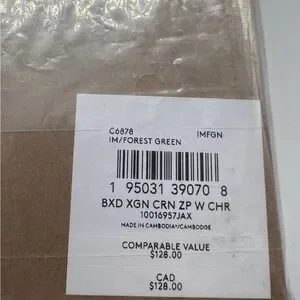 C6878 IMFGN
IM/FOREST GREEN
1 95031 39070 8
BXD XGN CRN ZP W CHR
10016957JAX
MADE IN CAMBODIA*/CAMBODGE
COMPARABLE VALUE
$128.00
CAD
$128.00